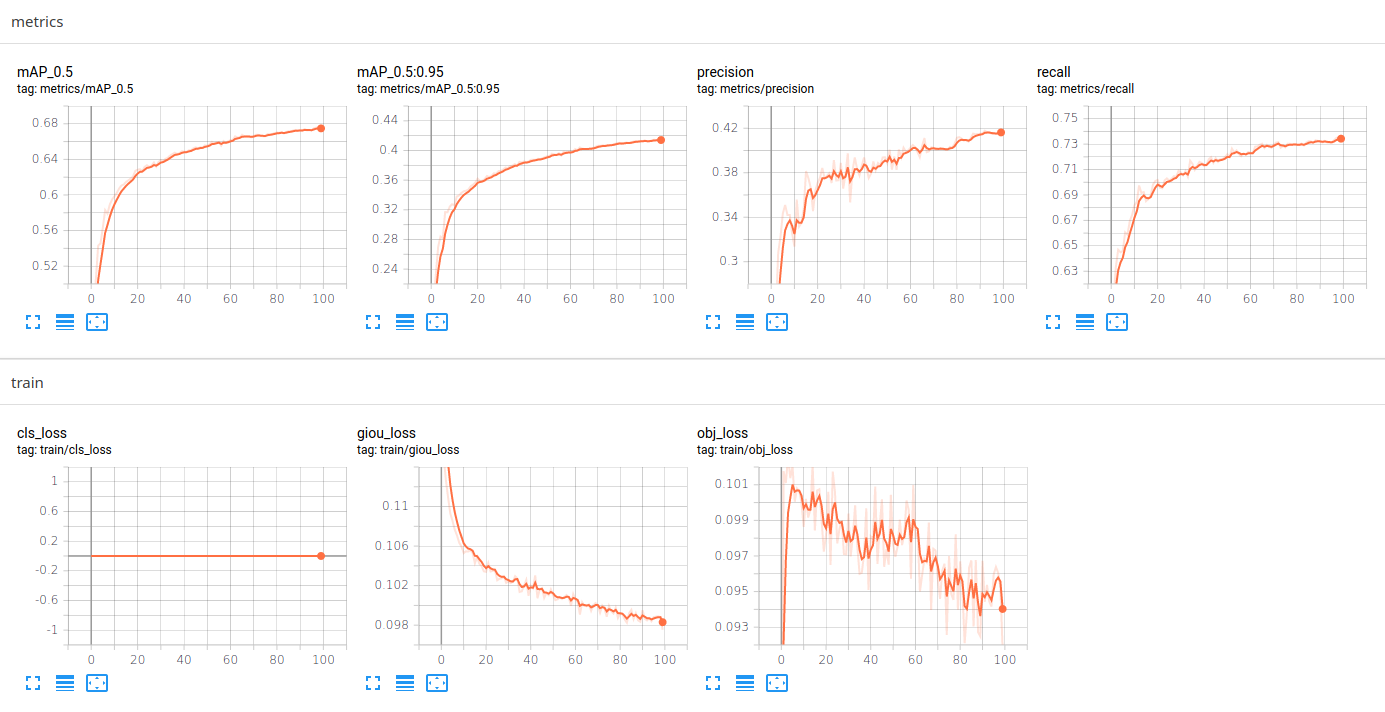 metrics
mAP_0.5
tag: metrics/mAP_0.5
0.68
0.64
0.6
0.56
0.52
0 20 40 60 80 100
mAP_0.5:0.95
tag: metrics/mAP_0.5:0.95
0.44
0.4
0.36
0.32
0.28
0.24
0 20 40 60 80 100
precision
tag: metrics/precision
0.42
0.38
0.34
0.3
0 20 40 60 80 100
recall
tag: metrics/recall
0.75
0.73
0.71
0.69
0.67
0.65
0.63
0 20 40 60 80 100
train
cls_loss
tag: train/cls_loss
1
0.6
0.2
-0.2
-0.6
-1
0 20 40 60 80 100
giou_loss
tag: train/giou_loss
0.11
0.106
0.102
0.098
0 20 40 60 80 100
obj_loss
tag: train/obj_loss
0.101
0.099
0.097
0.095
0.093
0 20 40 60 80 100